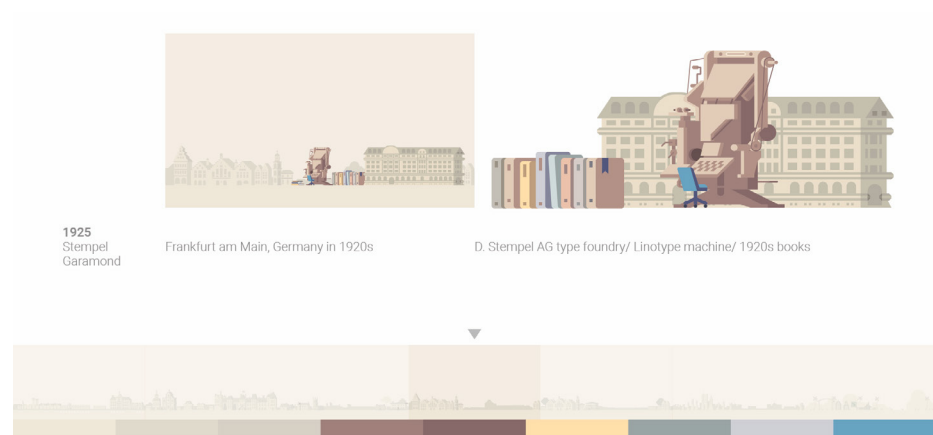 1925
Stempel
Garamond
Frankfurt am Main, Germany in 1920s
D. Stempel AG type foundry/ Linotype machine/ 1920s books